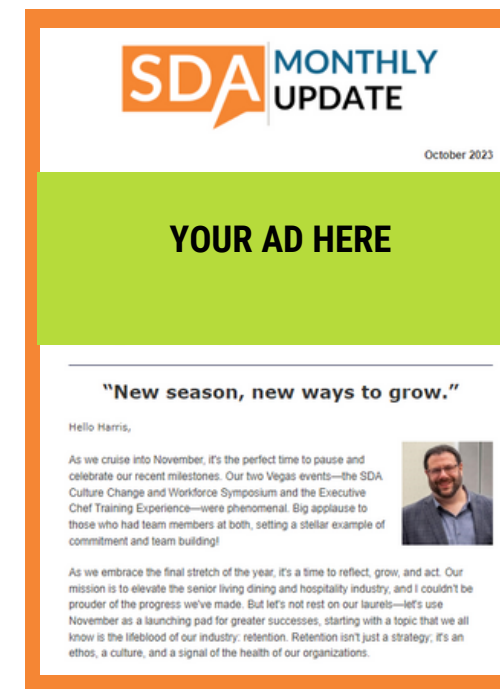 SDA MONTHLY
UPDATE
October 2023
YOUR AD HERE
“New season, new ways to grow.”
Hello Harris,
As we cruise into November, it's the perfect time to pause and
celebrate our recent milestones. Our two Vegas events—the SDA
Culture Change and Workforce Symposium and the Executive
Chef Training Experience—were phenomenal. Big applause to
those who had team members at both, setting a stellar example of
commitment and team building!
As we embrace the final stretch of the year, it's a time to reflect, grow, and act. Our
mission is to elevate the senior living dining and hospitality industry, and I couldn't be
prouder of the progress we've made. But let's not rest on our laurels—let's use
November as a launching pad for greater successes, starting with a topic that we all
know is the lifeblood of our industry: retention. Retention isn't just a strategy; it's an
ethos, a culture, and a signal of the health of our organizations.